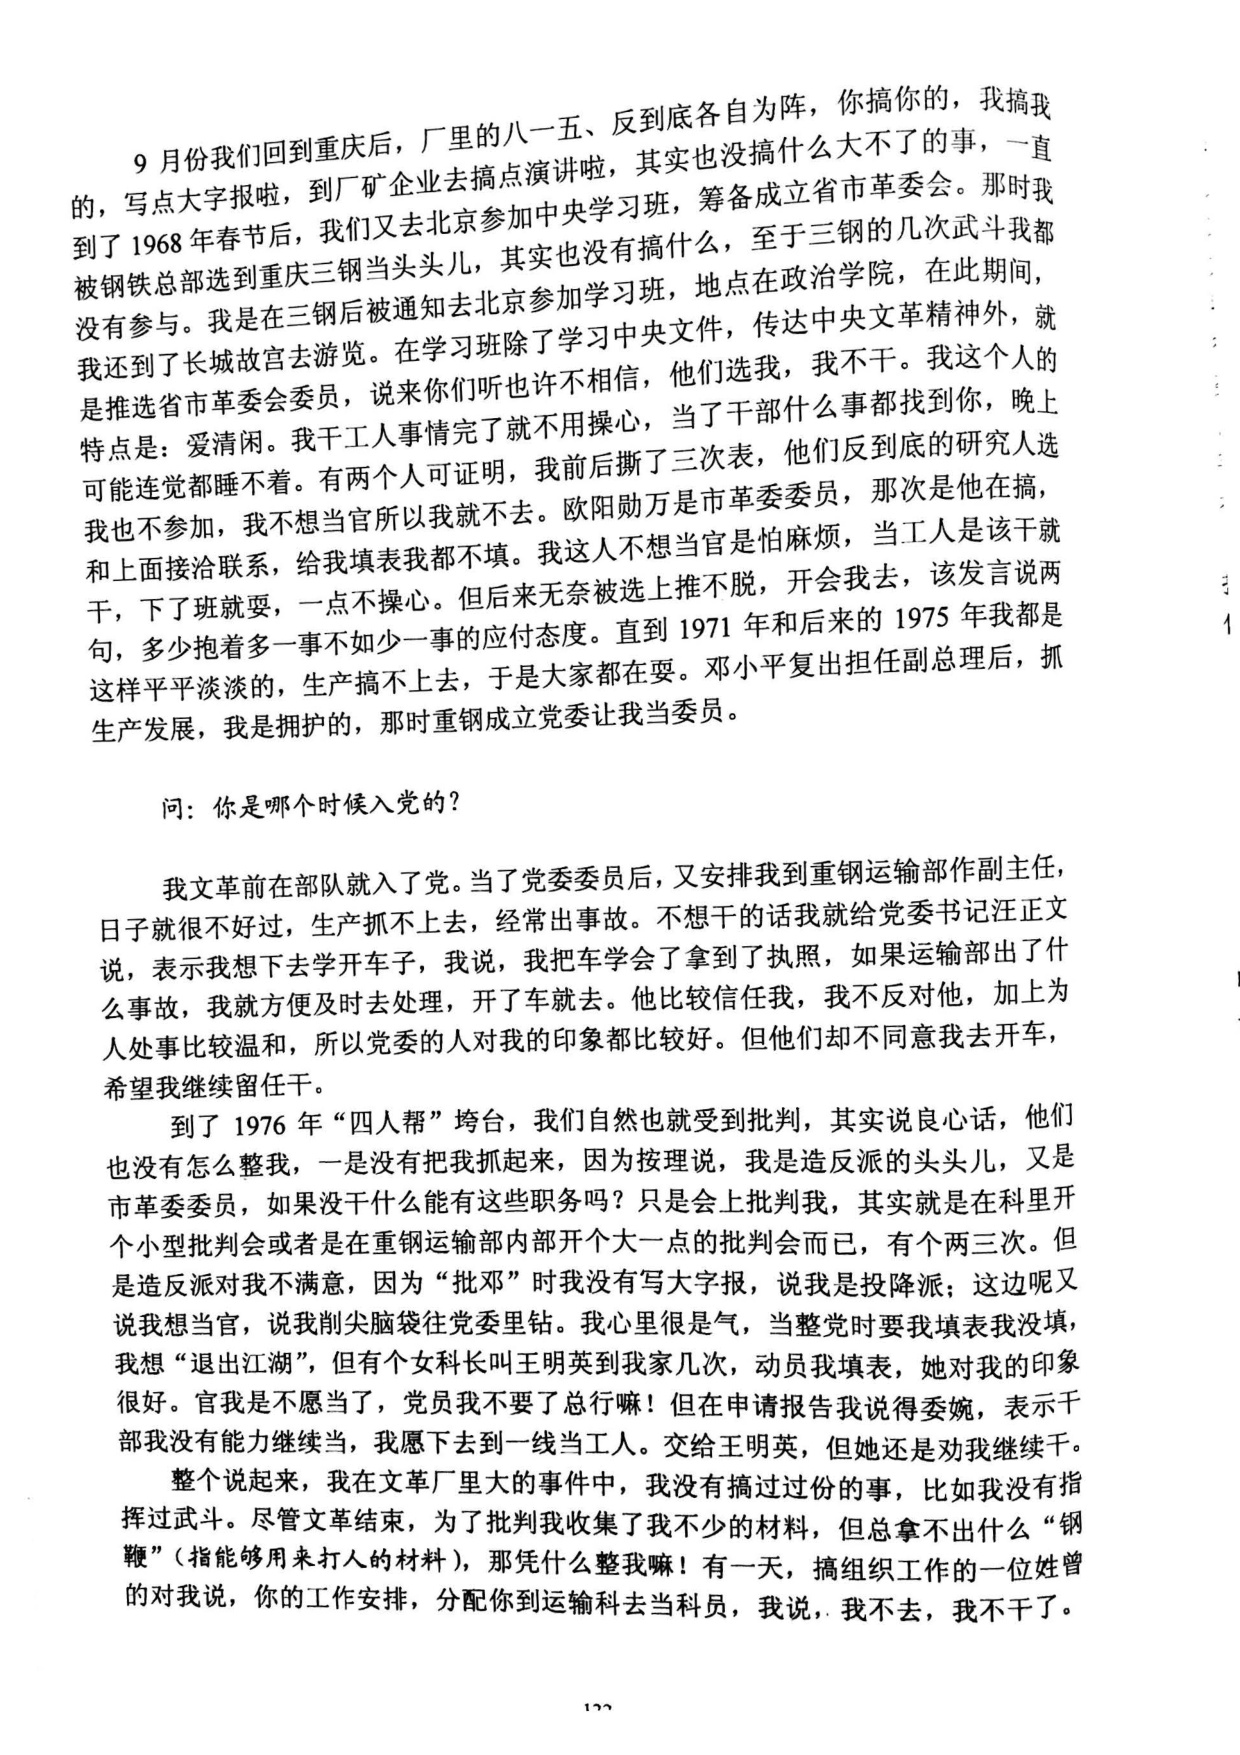 9 月份我们回到重庆后，厂里的八一五、反到底各自为阵，你搞你的，我搞我
的，写点大字报啦，到厂矿企业去搞点演讲啦，其实也没搞什么大不了的事，一直
到了 1968 年春节后，我们又去北京参加中央学习班，筹备成立省市革委会。那时我
被钢铁总部选到重庆三钢当头头儿，其实也没有搞什么，至于三钢的几次武斗我都
没有参与。我是在三钢后被通知去北京参加学习班，地点在政治学院，在此期间，
我还到了长城故宫去游览。在学习班除了学习中央文件，传达中央文革精神外，就
是推选省市革委会委员，说来你们听也许不相信，他们选我，我不干。我这个人的
特点是：爱清闲。我干工人事情完了就不用操心，当了干部什么事都找到你，晚上
可能连觉都睡不着。有两个人可证明，我前后撕了三次表，他们反到底的研究人选
我也不参加，我不想当官所以我就不去。欧阳勋万是市革委委员，那次是他在搞，
和上面接洽联系，给我填表我都不填。我这人不想当官是怕麻烦，当工人是该干就
干，下了班就耍，一点不操心。但后来无奈被选上推不脱，开会我去，该发言说两
句，多少抱着多一事不如少一事的应付态度。直到 1971 年和后来的 1975 年我都是
这样平平淡淡的，生产搞不上去，于是大家都在耍。邓小平复出担任副总理后，抓
生产发展，我是拥护的，那时重钢成立党委让我当委员。
问：你是哪个时候入党的？
我文革前在部队就入了党。当了党委委员后，又安排我到重钢运输部作副主任，
日子就很不好过，生产抓不上去，经常出事故。不想干的话我就给党委书记汪正文
说，表示我想下去学开车子，我说，我把车学会了拿到了执照，如果运输部出了什
么事故，我就方便及时去处理，开了车就去。他比较信任我，我不反对他，加上为
人处事比较温和，所以党委的人对我的印象都比较好。但他们却不同意我去开车，
希望我继续留任干。
到了 1976 年“四人帮”垮台，我们自然也就受到批判，其实说良心话，他们
也没有怎么整我，一是没有把我抓起来，因为按理说，我是造反派的头头儿，又是
市革委委员，如果没干什么能有这些职务吗？只是会上批判我，其实就是在科里开
个小型批判会或者是在重钢运输部内部开个大一点的批判会而已，有个两三次。但
是造反派对我不满意，因为“批邓”时我没有写大字报，说我是投降派；这边呢又
说我想当官，说我削尖脑袋往党委里钻。我心里很是气，当整党时要我填表我没填，
我想“退出江湖”，但有个女科长叫王明英到我家几次，动员我填表，她对我的印象
很好。官我是不愿当了，党员我不要了总行嘛！但在申请报告我说得委婉，表示干
部我没有能力继续当，我愿下去到一线当工人。交给王明英，但她还是劝我继续干。
整个说起来，我在文革厂里大的事件中，我没有搞过过份的事，比如我没有指
挥过武斗。尽管文革结束，为了批判我收集了我不少的材料，但总拿不出什么“钢
鞭”（指能够用来打人的材料），那凭什么整我嘛！有一天，搞组织工作的一位姓曾
的对我说，你的工作安排，分配你到运输科去当科员，我说，我不去，我不干了。